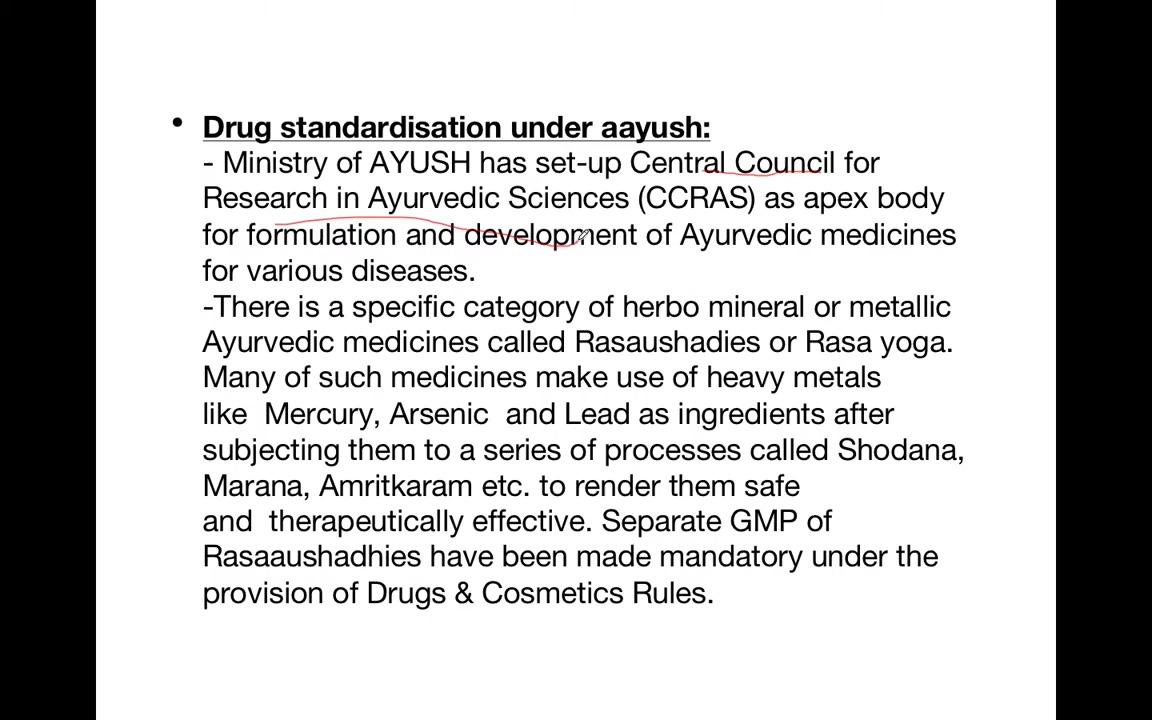 • Drug standardisation under aayush:
- Ministry of AYUSH has set-up Central Council for
Research in Ayurvedic Sciences (CCRAS) as apex body
for formulation and development of Ayurvedic medicines
for various diseases.
-There is a specific category of herbo mineral or metallic
Ayurvedic medicines called Rasaushadies or Rasa yoga.
Many of such medicines make use of heavy metals
like  Mercury, Arsenic  and Lead as ingredients after
subjecting them to a series of processes called Shodana,
Marana, Amritkaram etc. to render them safe
and  therapeutically effective. Separate GMP of
Rasaaushadhies have been made mandatory under the
provision of Drugs & Cosmetics Rules.